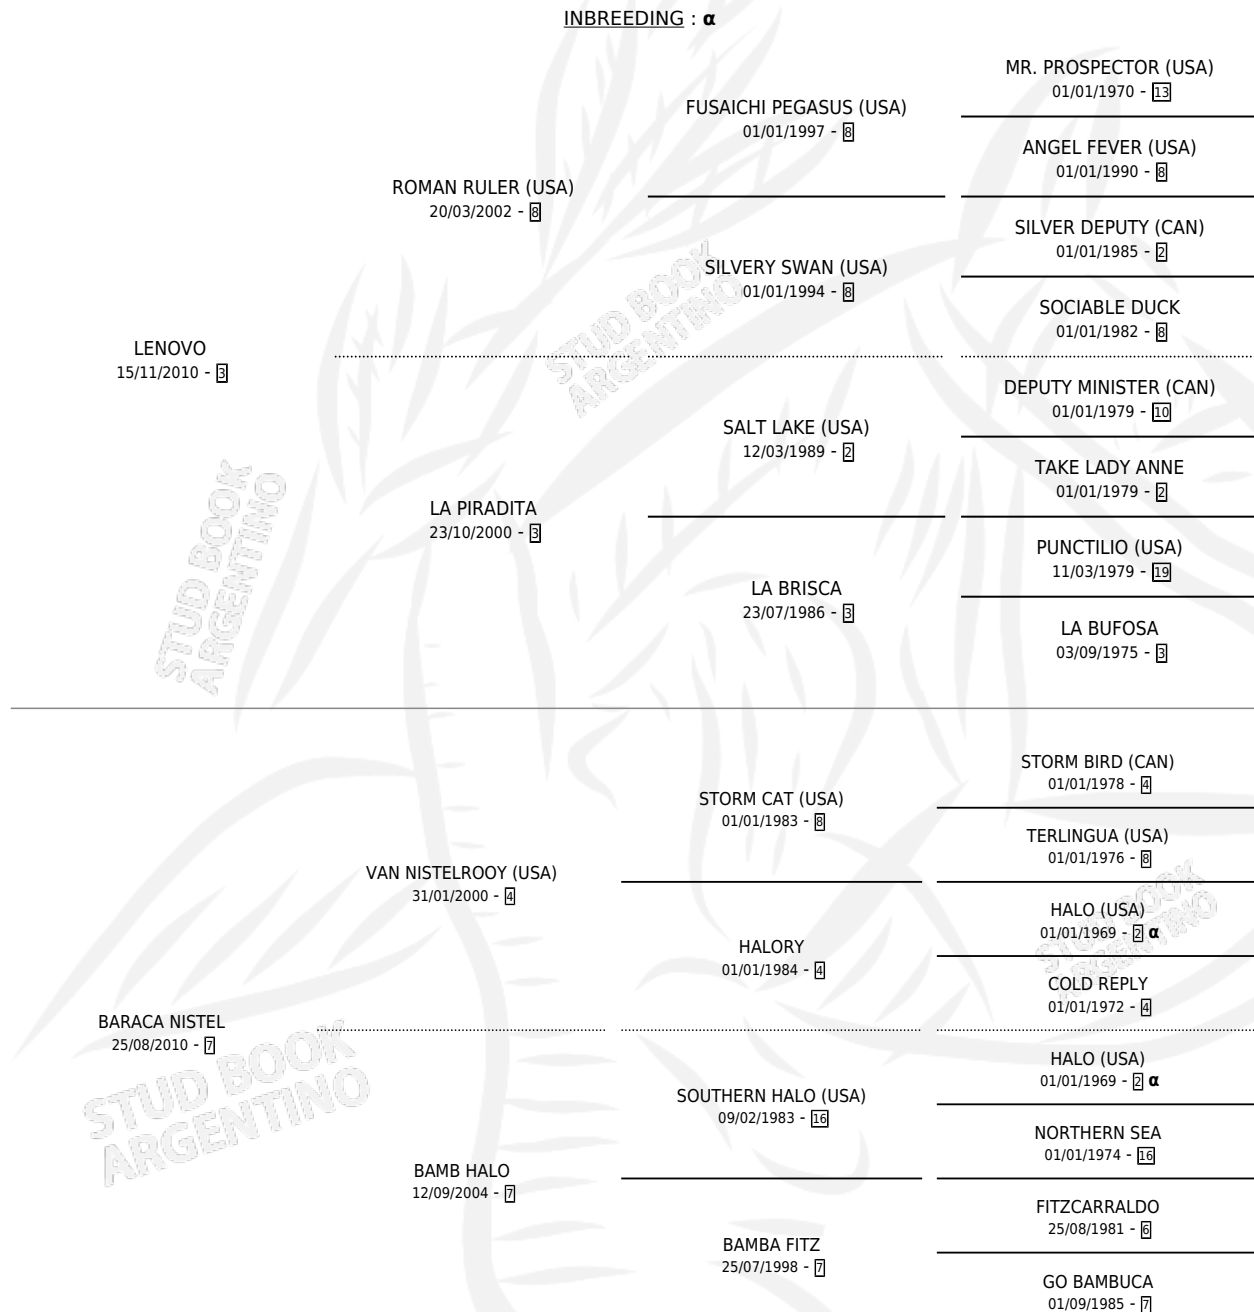 INBREEDING : α
MR. PROSPECTOR (USA)
01/01/1970 - 13
FUSAICHI PEGASUS (USA)
01/01/1997 - 8
ANGEL FEVER (USA)
01/01/1990 - 8
ROMAN RULER (USA)
20/03/2002 - 8
SILVER DEPUTY (CAN)
01/01/1985 - 2
SILVERY SWAN (USA)
01/01/1994 - 8
SOCIABLE DUCK
01/01/1982 - 8
LENOVO
15/11/2010 - 3
DEPUTY MINISTER (CAN)
01/01/1979 - 10
SALT LAKE (USA)
12/03/1989 - 2
TAKE LADY ANNE
01/01/1979 - 2
LA PIRADITA
23/10/2000 - 3
PUNCTILIO (USA)
11/03/1979 - 19
LA BRISCA
23/07/1986 - 3
LA BUFOSA
03/09/1975 - 3
STORM BIRD (CAN)
01/01/1978 - 4
STORM CAT (USA)
01/01/1983 - 8
TERLINGUA (USA)
01/01/1976 - 8
VAN NISTELROOY (USA)
31/01/2000 - 4
HALO (USA)
01/01/1969 - 2 α
HALORY
01/01/1984 - 4
COLD REPLY
01/01/1972 - 4
BARACA NISTEL
25/08/2010 - 7
HALO (USA)
01/01/1969 - 2 α
SOUTHERN HALO (USA)
09/02/1983 - 16
NORTHERN SEA
01/01/1974 - 16
BAMB HALO
12/09/2004 - 7
FITZCARRALDO
25/08/1981 - 6
BAMBA FITZ
25/07/1998 - 7
GO BAMBUCA
01/09/1985 - 7
STUD BOOK
ARGENTINO
STUD BOOK
ARGENTINO
STUD BOOK
ARGENTINO
STUD BOOK
ARGENTINO